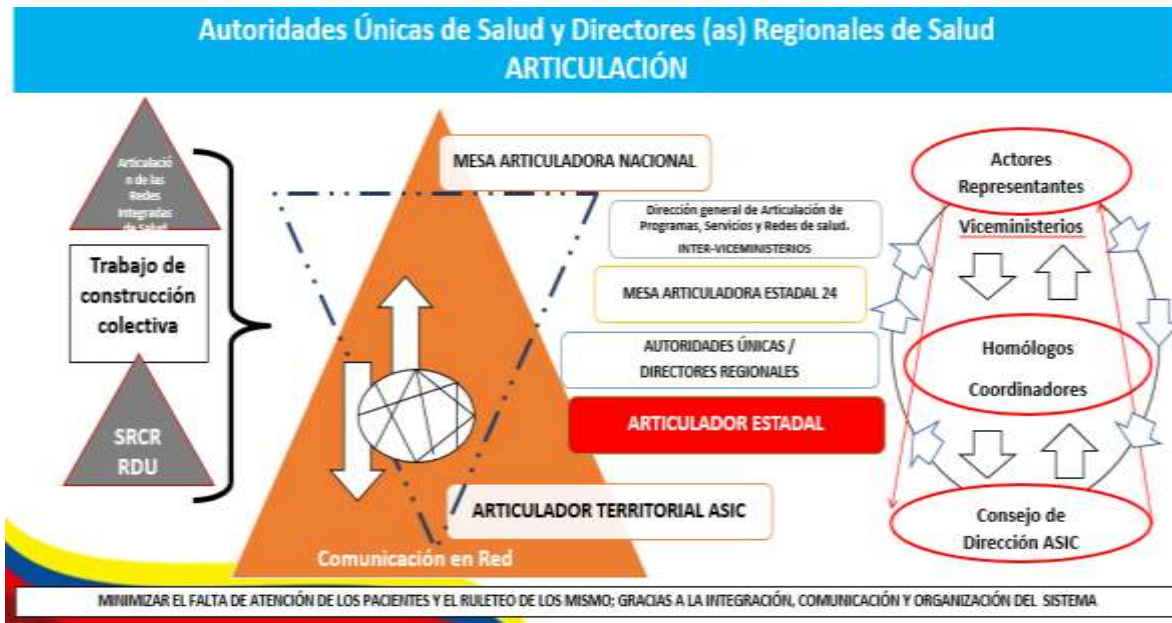 Autoridades Únicas de Salud y Directores (as) Regionales de Salud
ARTICULACIÓN
Articulació
n de las
Redes
Integradas
de Salud
Trabajo de
construcción
colectiva
SRCR
RDU
MESA ARTICULADORA NACIONAL
Dirección general de Articulación de
Programas, Servicios y Redes de salud.
INTER-VICEMINISTERIOS
MESA ARTICULADORA ESTADAL 24
AUTORIDADES ÚNICAS /
DIRECTORES REGIONALES
ARTICULADOR ESTADAL
ARTICULADOR TERRITORIAL ASIC
Comunicación en Red
Actores
Representantes
Viceministerios
Homólogos
Coordinadores
Consejo de
Dirección ASIC
MINIMIZAR EL FALTA DE ATENCIÓN DE LOS PACIENTES Y EL RULETEO DE LOS MISMO; GRACIAS A LA INTEGRACIÓN, COMUNICACIÓN Y ORGANIZACIÓN DEL SISTEMA